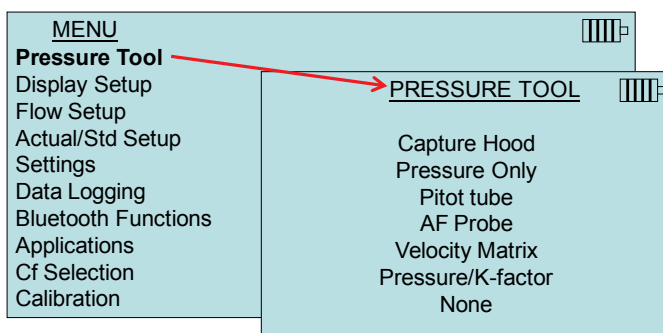 MENU
Pressure Tool
Display Setup
Flow Setup
Actual/Std Setup
Settings
Data Logging
Bluetooth Functions
Applications
Cf Selection
Calibration
PRESSURE TOOL
Capture Hood
Pressure Only
Pitot tube
AF Probe
Velocity Matrix
Pressure/K-factor
None